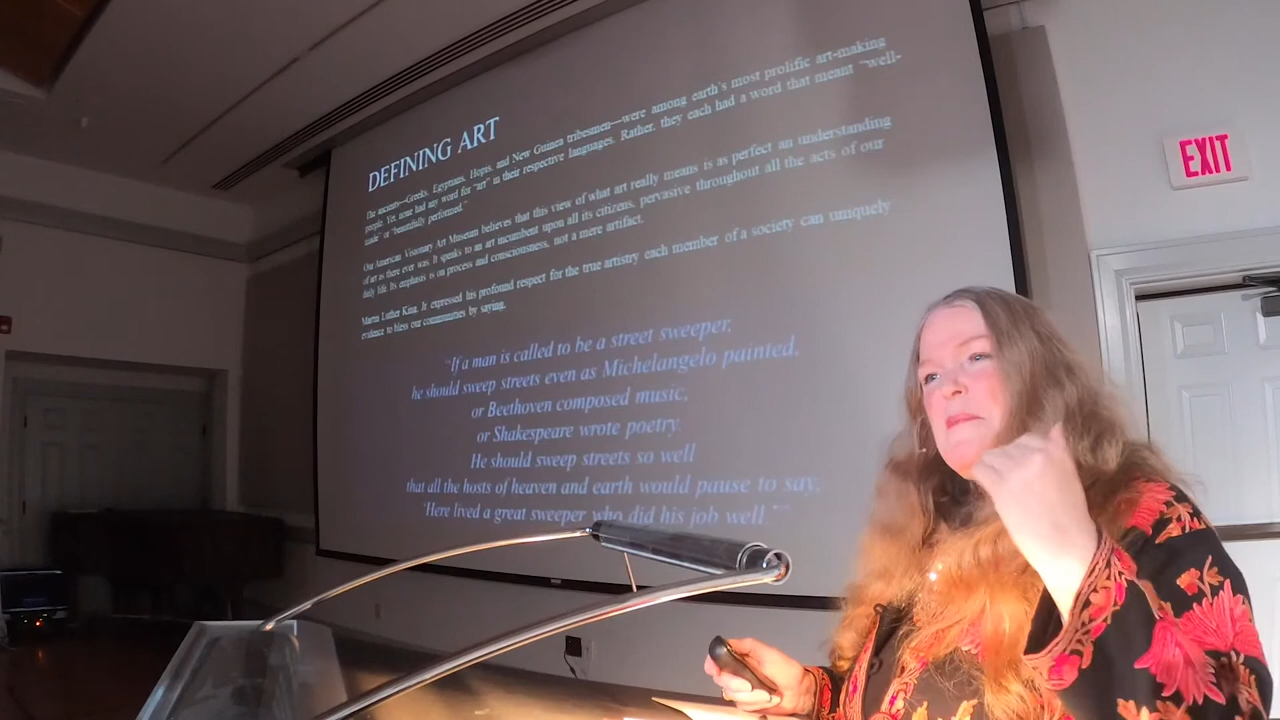 DEFINING ART
The ancients—Greeks, Egyptians, Hopis, and New Guinea tribesmen—were among earth's most prolific art-making
people. Yet, none had any word for "art" in their respective languages. Rather, they each had a word that meant "well-
made" or "beautifully performed."
Our American Visionary Art Museum believes that this view of what art really means is as perfect an understanding
of art as there ever was. It speaks to an art incumbent upon all its citizens, pervasive throughout all the acts of our
daily life. Its emphasis is on process and consciousness, not a mere artifact.
Martin Luther King, Jr. expressed his profound respect for the true artistry each member of a society can uniquely
evidence to bless our communities by saying,
"If a man is called to be a street sweeper,
he should sweep streets even as Michelangelo painted,
or Beethoven composed music,
or Shakespeare wrote poetry.
He should sweep streets so well
that all the hosts of heaven and earth would pause to say,
'Here lived a great sweeper who did his job well.'"
EXIT